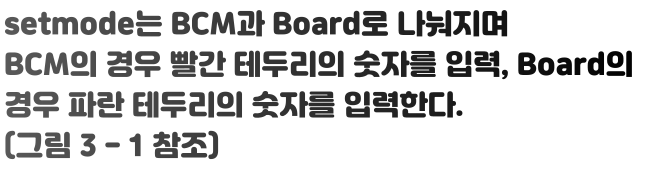 setmode는 BCM과 Board로 나눠지며
BCM의 경우 빨간 테두리의 숫자를 입력, Board의
경우 파란 테두리의 숫자를 입력한다.
(그림 3 - 1 참조)